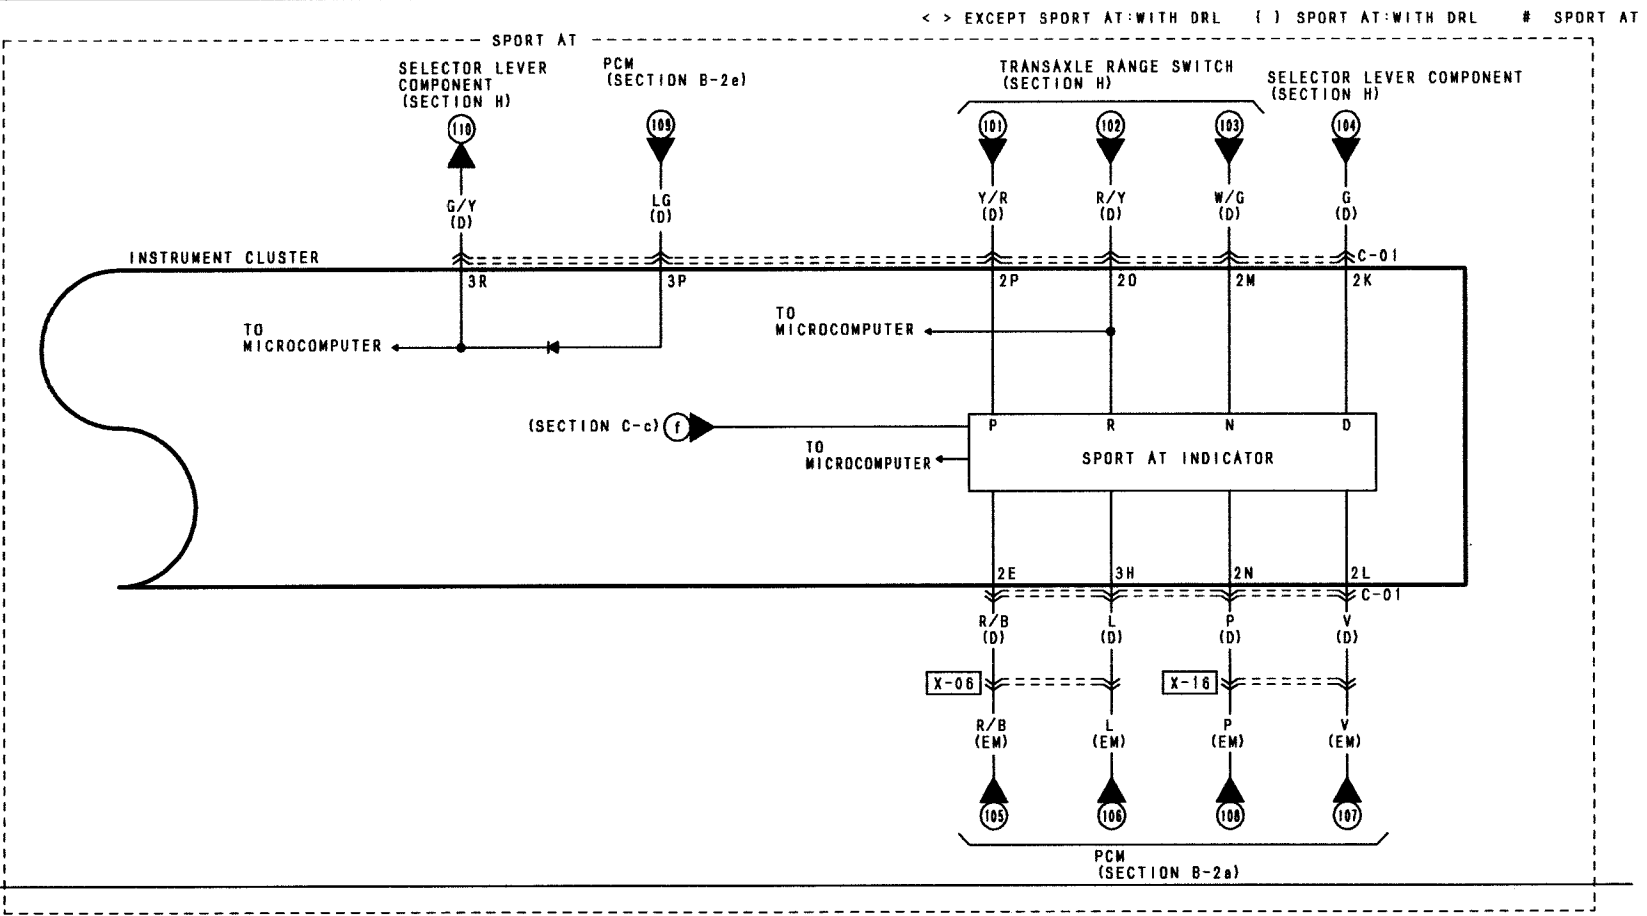 < > EXCEPT SPORT AT:WITH DRL { } SPORT AT:WITH DRL # SPORT AT
SPORT AT
SELECTOR LEVER
COMPONENT
(SECTION H)
PCM
(SECTION B-2e)
TRANSAXLE RANGE SWITCH
(SECTION H)
SELECTOR LEVER COMPONENT
(SECTION H)
110 109 101 102 103 104
G/Y LG Y/R R/Y W/G G
(D) (D) (D) (D) (D) (D)
INSTRUMENT CLUSTER
C-01
3R 3P 2P 2O 2M 2K
TO
MICROCOMPUTER
TO
MICROCOMPUTER
(SECTION C-c) f
P R N D
TO
MICROCOMPUTER
SPORT AT INDICATOR
2E 3H 2N 2L
C-01
R/B L P V
(D) (D) (D) (D)
X-06 X-16
R/B L P V
(EM) (EM) (EM) (EM)
105 106 108 107
PCM
(SECTION B-2a)